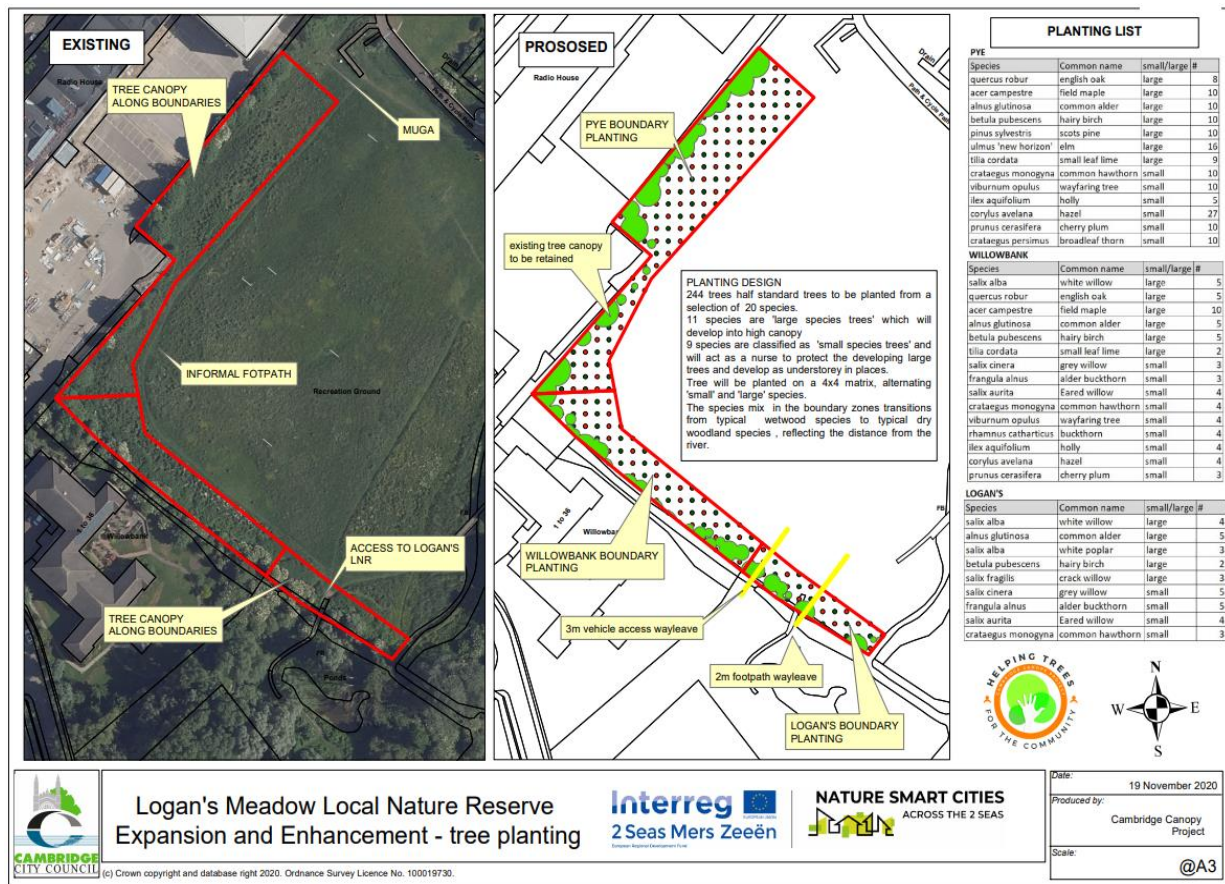 EXISTING
Radio House
TREE CANOPY
ALONG BOUNDARIES
Drain
Path & Cycle Path
MUGA
INFORMAL FOTPATH
Recreation Ground
1 to 36
Willowbank
FB
ACCESS TO LOGAN'S
LNR
TREE CANOPY
ALONG BOUNDARIES
FB
Ponds
PROSOSED
Radio House
Drain
Path & Cycle Path
PYE BOUNDARY
PLANTING
existing tree canopy
to be retained
PLANTING DESIGN
244 trees half standard trees to be planted from a
selection of 20 species.
11 species are 'large species trees' which will
develop into high canopy
9 species are classified as 'small species trees' and
will act as a nurse to protect the developing large
trees and develop as understorey in places.
Tree will be planted on a 4x4 matrix, alternating
'small' and 'large' species.
The species mix in the boundary zones transitions
from typical wetwood species to typical dry
woodland species , reflecting the distance from the
river.
1 to 36
Willowbank
FB
WILLOWBANK BOUNDARY
PLANTING
3m vehicle access wayleave
FB
2m footpath wayleave
LOGAN'S BOUNDARY
PLANTING
PLANTING LIST
PYE
Species Common name small/large #
quercus robur english oak large 8
acer campestre field maple large 10
alnus glutinosa common alder large 10
betula pubescens hairy birch large 10
pinus sylvestris scots pine large 10
ulmus 'new horizon' elm large 16
tilia cordata small leaf lime large 9
crataegus monogyna common hawthorn small 10
viburnum opulus wayfaring tree small 10
ilex aquifolium holly small 5
corylus avelana hazel small 27
prunus cerasifera cherry plum small 10
crataegus persimus broadleaf thorn small 10
WILLOWBANK
Species Common name small/large #
salix alba white willow large 5
quercus robur english oak large 5
acer campestre field maple large 10
alnus glutinosa common alder large 5
betula pubescens hairy birch large 5
tilia cordata small leaf lime large 2
salix cinera grey willow small 3
frangula alnus alder buckthorn small 3
salix aurita Eared willow small 4
crataegus monogyna common hawthorn small 4
viburnum opulus wayfaring tree small 4
rhamnus catharticus buckthorn small 4
ilex aquifolium holly small 4
corylus avelana hazel small 4
prunus cerasifera cherry plum small 3
LOGAN'S
Species Common name small/large #
salix alba white willow large 4
alnus glutinosa common alder large 5
salix alba white poplar large 3
betula pubescens hairy birch large 2
salix fragilis crack willow large 3
salix cinera grey willow small 5
frangula alnus alder buckthorn small 5
salix aurita Eared willow small 4
crataegus monogyna common hawthorn small 3
HELPING TREES
FOR THE COMMUNITY
N
W E
S
CAMBRIDGE
CITY COUNCIL
Logan's Meadow Local Nature Reserve
Expansion and Enhancement - tree planting
(c) Crown copyright and database right 2020. Ordnance Survey Licence No. 100019730.
Interreg
2 Seas Mers Zeeën
European Regional Development Fund
NATURE SMART CITIES
ACROSS THE 2 SEAS
Date:
19 November 2020
Produced by:
Cambridge Canopy
Project
Scale:
@A3